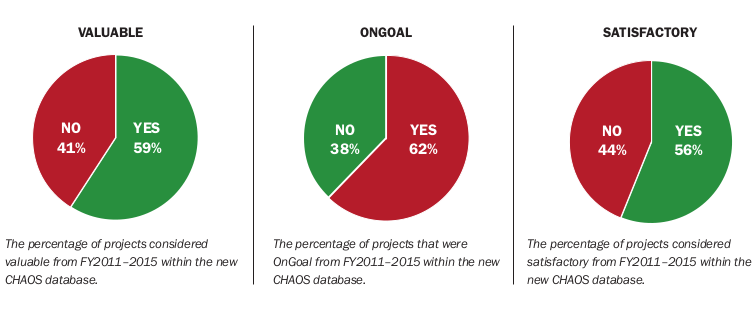 VALUABLE
NO
41%
YES
59%
The percentage of projects considered
valuable from FY2011–2015 within the new
CHAOS database.
ONGOAL
NO
38%
YES
62%
The percentage of projects that were
OnGoal from FY2011–2015 within the new
CHAOS database.
SATISFACTORY
NO
44%
YES
56%
The percentage of projects considered
satisfactory from FY2011–2015 within the
new CHAOS database.